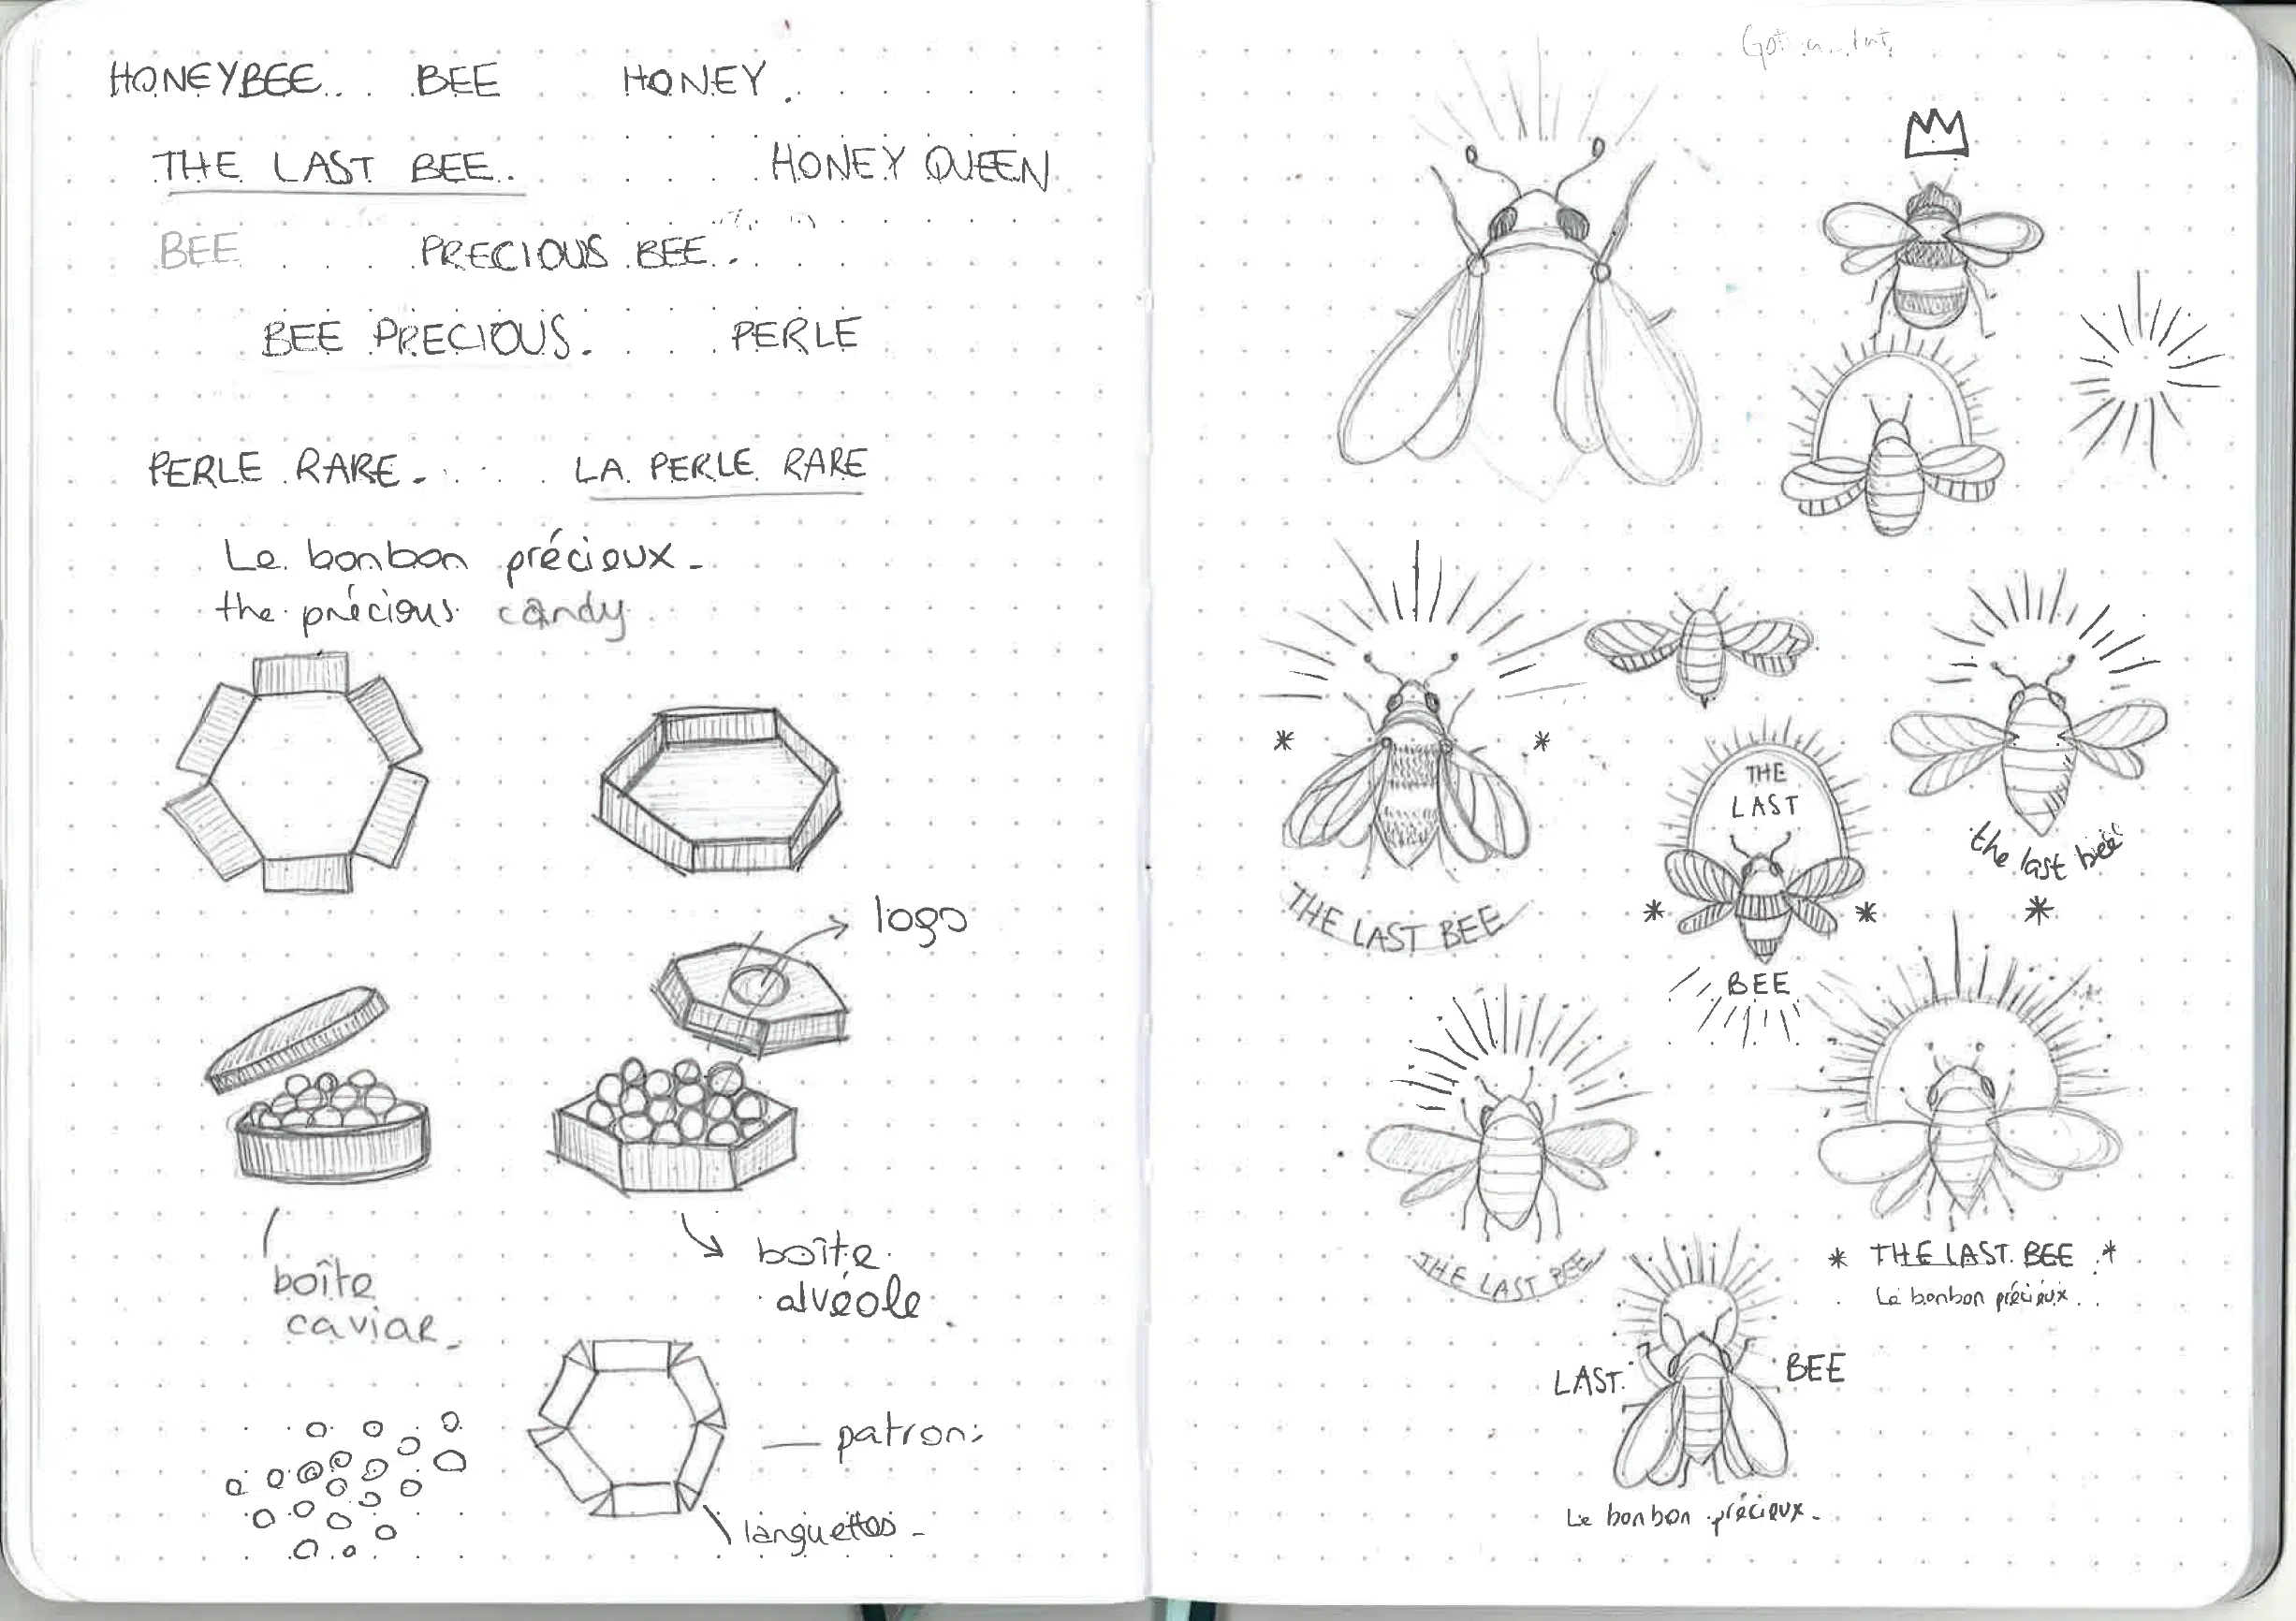 HONEYBEE.. BEE HONEY.
THE LAST BEE.. HONEY QUEEN
BEE PRECIOUS BEE..
BEE PRECIOUS. PERLE
PERLE RARE. LA PERLE RARE
Le bonbon précieux.
the précious candy
logo
boîte
caviar
boîte
alvéole
patron
languettes
THE
LAST
BEE
the last bee
THE LAST BEE
THE LAST BEE
* THE LAST BEE *
Le bonbon précieux
LAST BEE
Le bonbon précieux